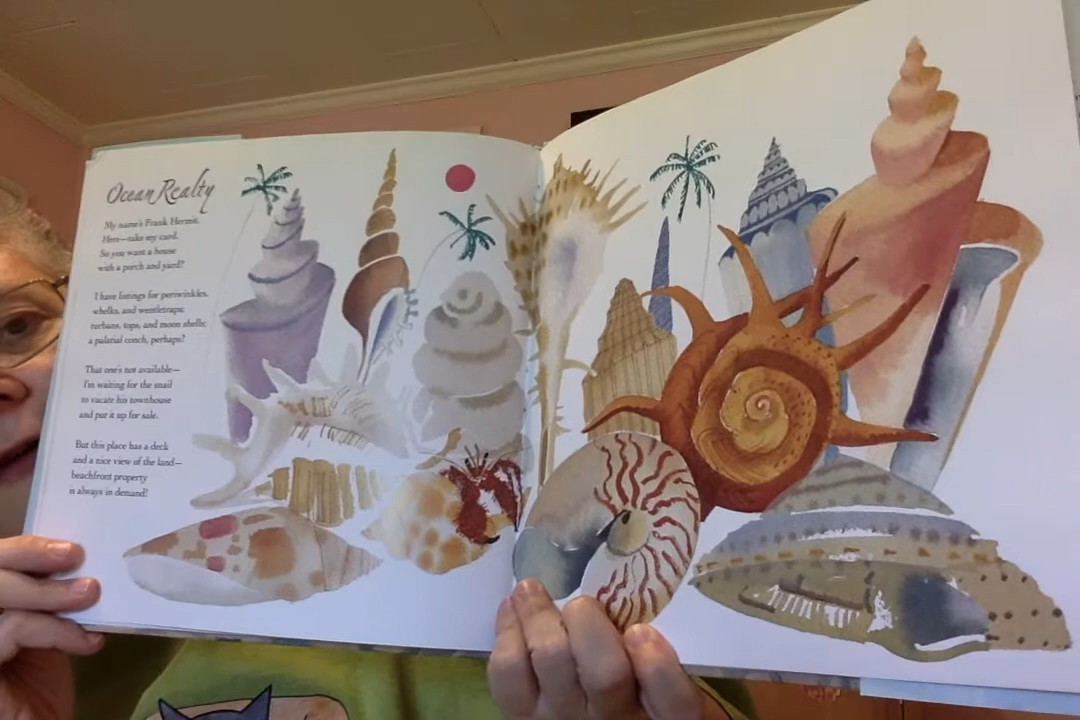 Ocean Realty
My name's Frank Hermit.
Here—take my card.
So you want a house
with a porch and yard?
I have listings for periwinkles,
whelks, and wentletraps;
turbans, tops, and moon shells;
a palatial conch, perhaps?
That one's not available—
I'm waiting for the snail
to vacate his townhouse
and put it up for sale.
But this place has a deck
and a nice view of the land—
beachfront property
is always in demand!